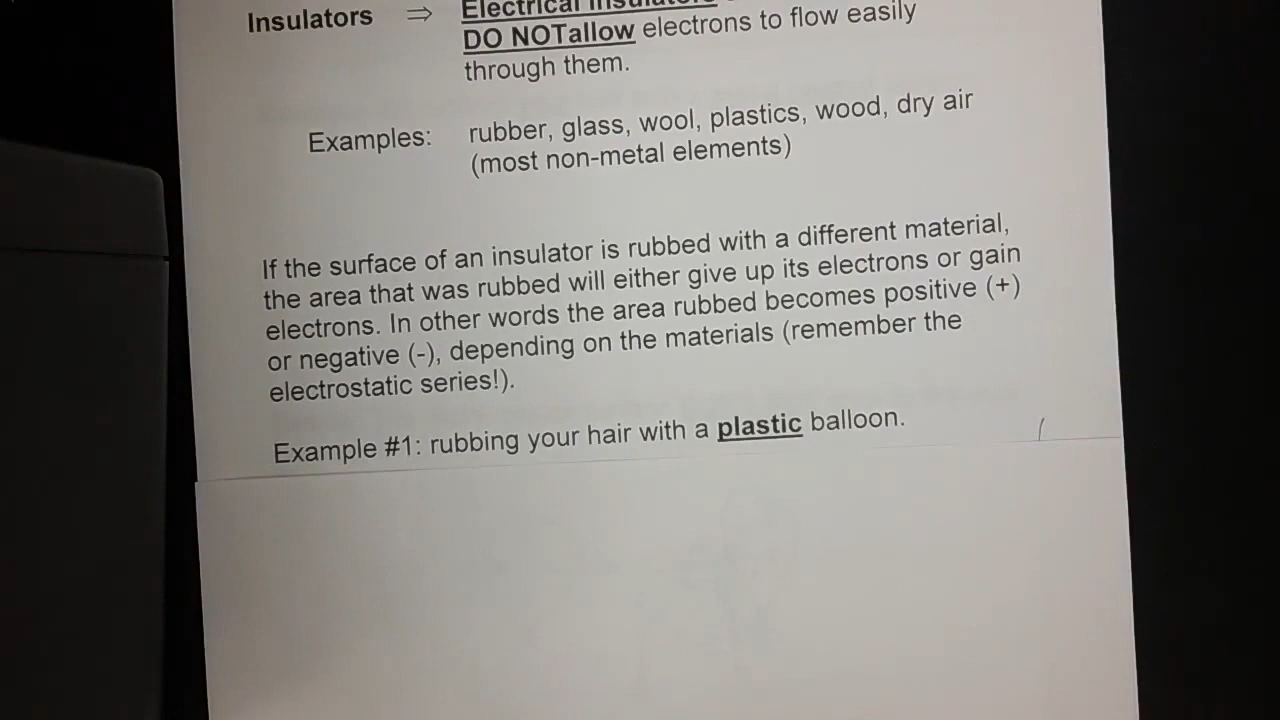 Insulators ⇒ Electrical Insulators
DO NOTallow electrons to flow easily
through them.
Examples: rubber, glass, wool, plastics, wood, dry air
(most non-metal elements)
If the surface of an insulator is rubbed with a different material,
the area that was rubbed will either give up its electrons or gain
electrons. In other words the area rubbed becomes positive (+)
or negative (-), depending on the materials (remember the
electrostatic series!).
Example #1: rubbing your hair with a plastic balloon.